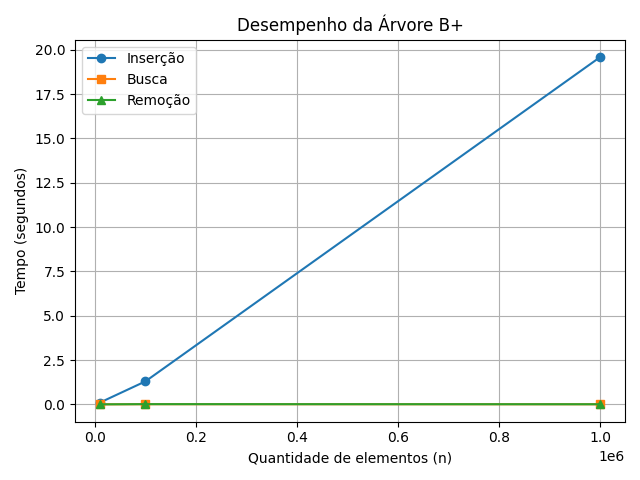 Desempenho da Árvore B+
Inserção
Busca
Remoção
Tempo (segundos)
20.0
17.5
15.0
12.5
10.0
7.5
5.0
2.5
0.0
0.0 0.2 0.4 0.6 0.8 1.0
1e6
Quantidade de elementos (n)